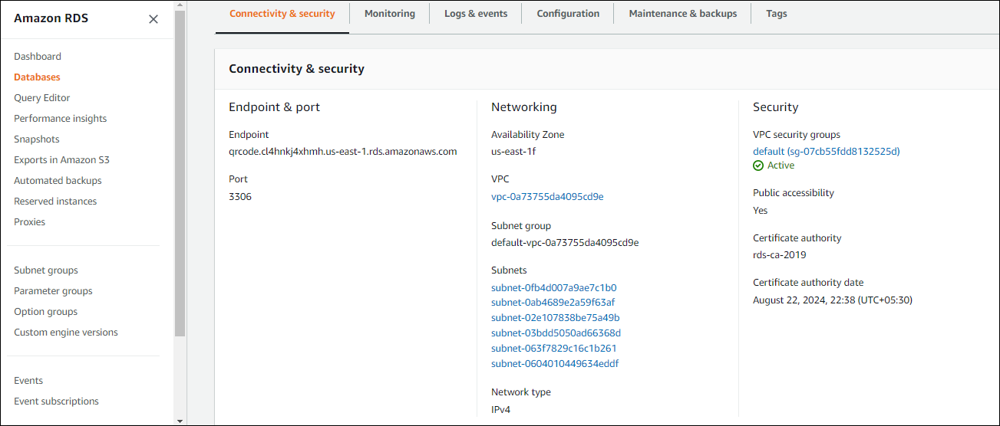 Amazon RDS
Dashboard
Databases
Query Editor
Performance insights
Snapshots
Exports in Amazon S3
Automated backups
Reserved instances
Proxies
Subnet groups
Parameter groups
Option groups
Custom engine versions
Events
Event subscriptions
Connectivity & security
Monitoring
Logs & events
Configuration
Maintenance & backups
Tags
Connectivity & security
Endpoint & port
Endpoint
qrcode.cl4hnkj4xhmh.us-east-1.rds.amazonaws.com
Port
3306
Networking
Availability Zone
us-east-1f
VPC
vpc-0a73755da4095cd9e
Subnet group
default-vpc-0a73755da4095cd9e
Subnets
subnet-0fb4d007a9ae7c1b0
subnet-0ab4689e2a59f63af
subnet-02e107838be75a49b
subnet-03bdd5050ad66368d
subnet-063f7829c16c1b261
subnet-0604010449634eddf
Network type
IPv4
Security
VPC security groups
default (sg-07cb55fdd8132525d)
Active
Public accessibility
Yes
Certificate authority
rds-ca-2019
Certificate authority date
August 22, 2024, 22:38 (UTC+05:30)